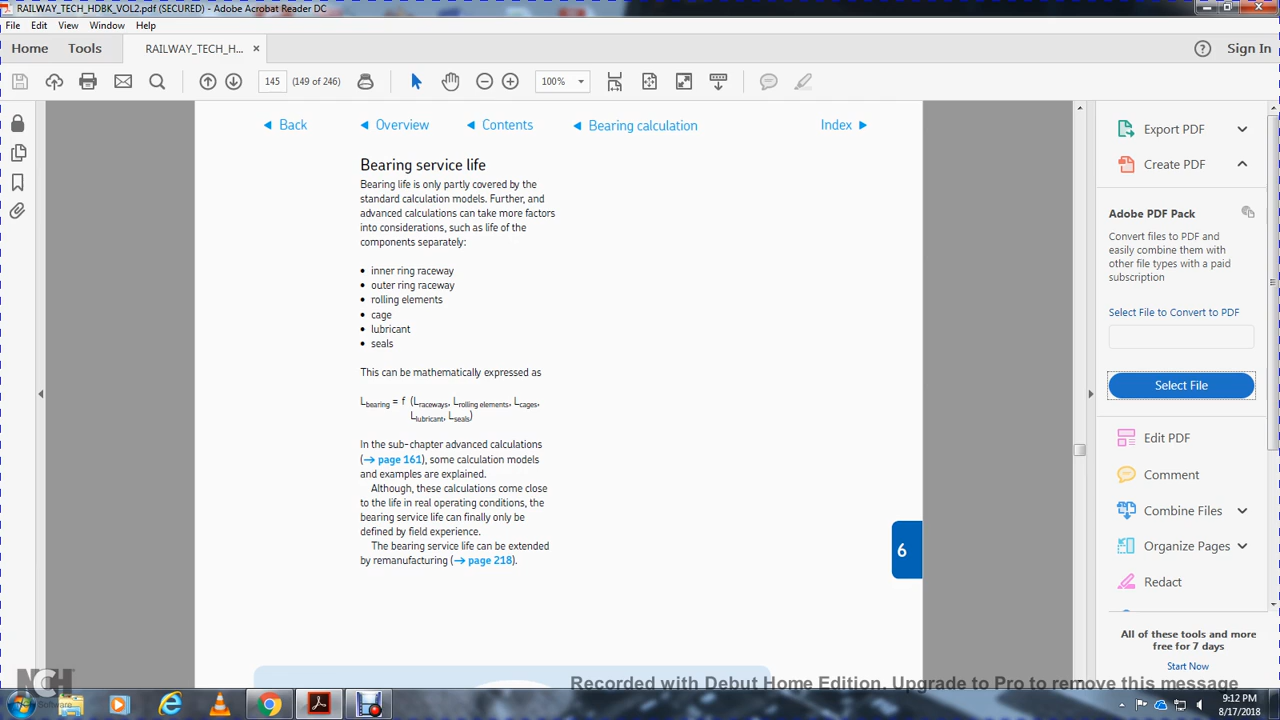 RAILWAY_TECH_HDBK_VOL2.pdf (SECURED) - Adobe Acrobat Reader DC
File Edit View Window Help
Home Tools RAILWAY_TECH_H... × Sign In
145 (149 of 246) 100%
◀ Back ◀ Overview ◀ Contents ◀ Bearing calculation Index ▶
Bearing service life
Bearing life is only partly covered by the
standard calculation models. Further, and
advanced calculations can take more factors
into considerations, such as life of the
components separately:
• inner ring raceway
• outer ring raceway
• rolling elements
• cage
• lubricant
• seals
This can be mathematically expressed as
Lbearing = f (Lraceways, Lrolling elements, Lcages,
Llubricant, Lseals)
In the sub-chapter advanced calculations
(→ page 161), some calculation models
and examples are explained.
Although, these calculations come close
to the life in real operating conditions, the
bearing service life can finally only be
defined by field experience.
The bearing service life can be extended
by remanufacturing (→ page 218).
6
Export PDF
Create PDF
Adobe PDF Pack
Convert files to PDF and
easily combine them with
other file types with a paid
subscription
Select File to Convert to PDF
Select File
Edit PDF
Comment
Combine Files
Organize Pages
Redact
All of these tools and more
free for 7 days
Start Now
NCH
Software
Recorded with Debut Home Edition. Upgrade to Pro to remove this message
9:12 PM
8/17/2018